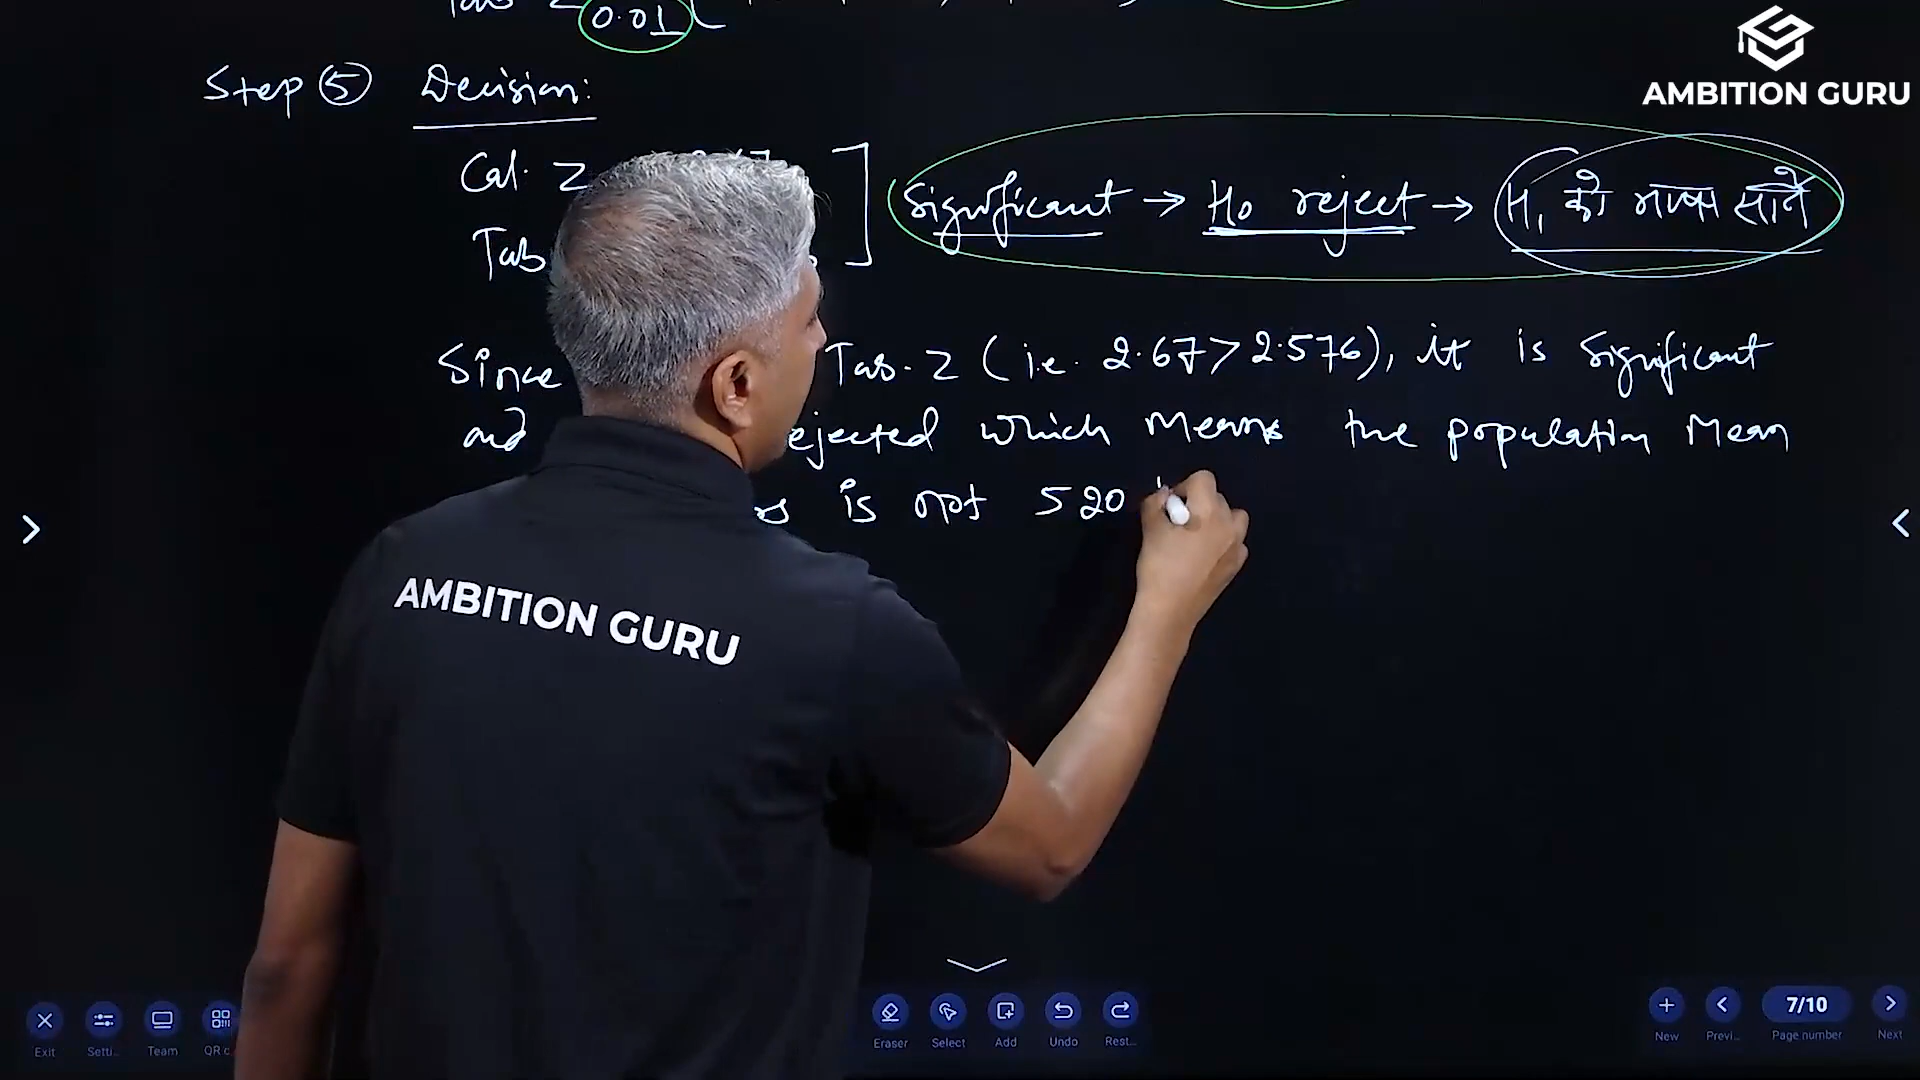 0.01
AMBITION GURU
Step 5 Decision:
Cal. Z
Tab
Significant → H0 reject → H1 को
Since Tab. Z (i.e. 2.67 > 2.576), it is significant
and ejected which means the population mean
is not 520
AMBITION GURU
Exit Setti... Team QR c Eraser Select Add Undo Rest... New Previ... 7/10 Page number Next